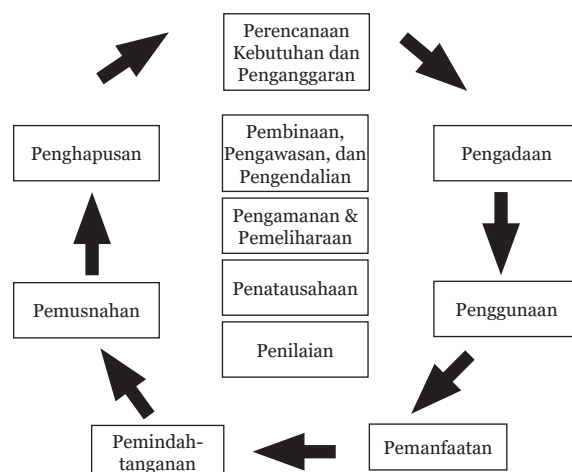 Perencanaan
Kebutuhan dan
Penganggaran
Penghapusan
Pembinaan,
Pengawasan, dan
Pengendalian
Pengadaan
Pengamanan &
Pemeliharaan
Pemusnahan
Penatausahaan
Penggunaan
Penilaian
Pemindah-
tanganan
Pemanfaatan